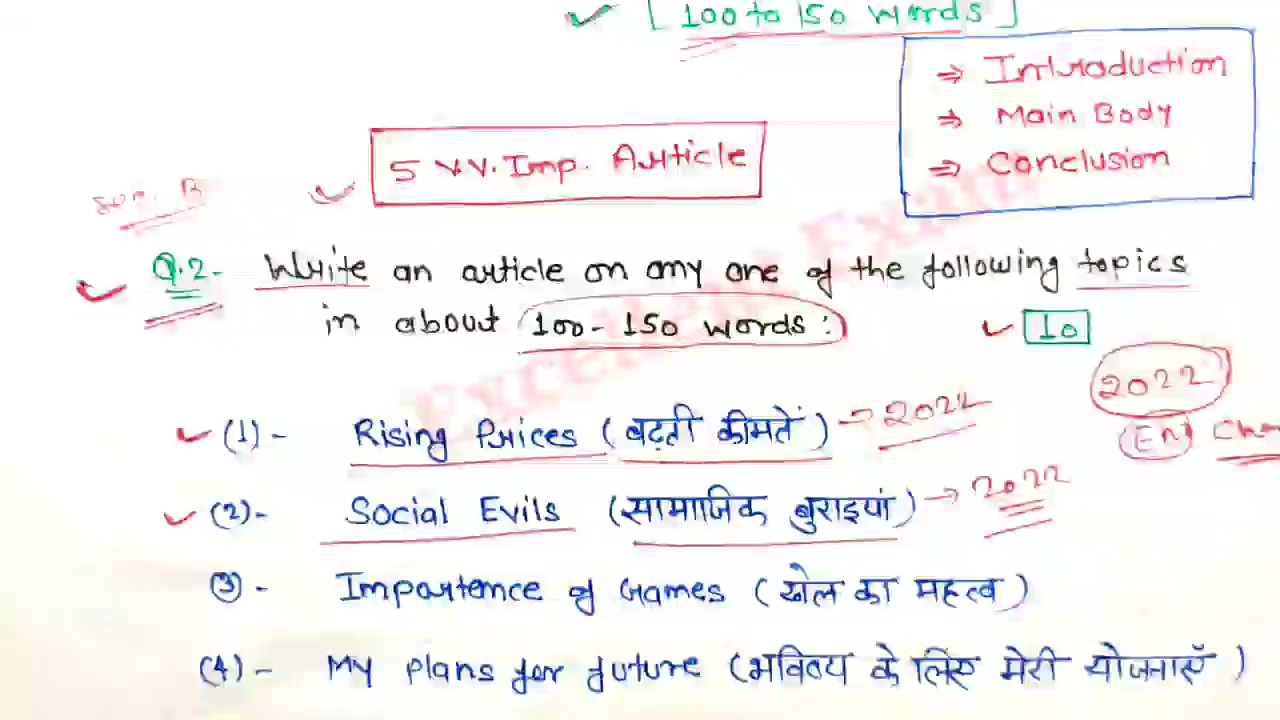 [100 to 150 words]
⇒ Introduction
⇒ Main Body
⇒ Conclusion
5 V.V. Imp. Article
Q.2- Write an article on any one of the following topics
in about 100-150 words:
10
2022
(1)- Rising Prices (बढ़ती कीमतें) → 2022
(2)- Social Evils (सामाजिक बुराइयां) → 2022
(3)- Importence of Games (खेल का महत्व)
(4)- My plans for future (भविष्य के लिए मेरी योजनाएँ)
Excellent